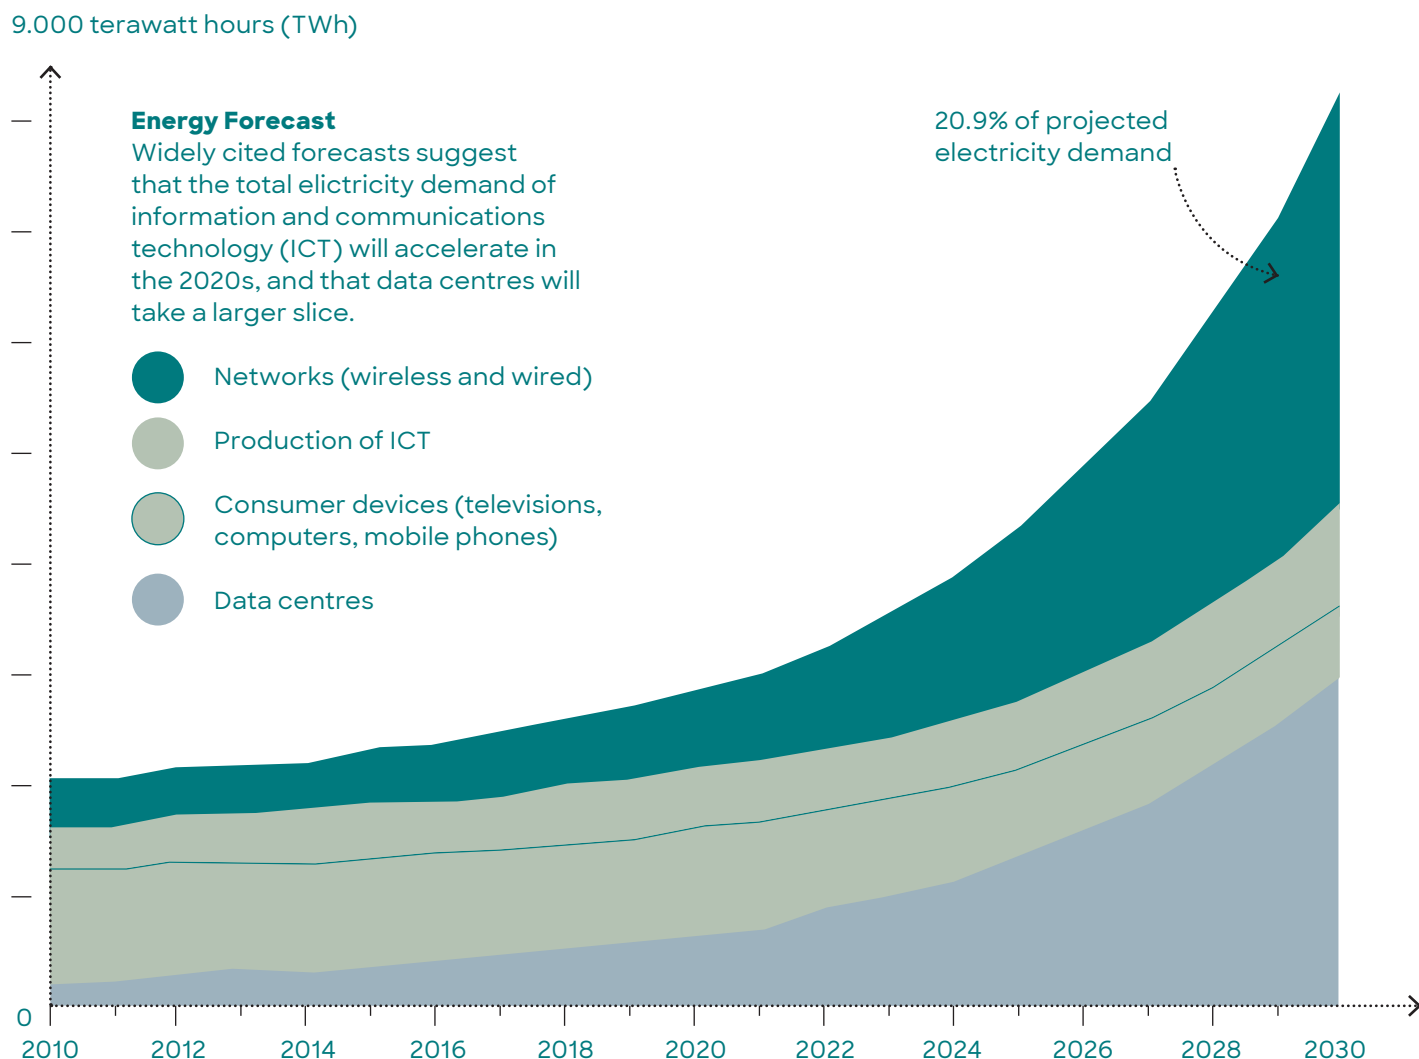 9.000 terawatt hours (TWh)
Energy Forecast
Widely cited forecasts suggest
that the total elictricity demand of
information and communications
technology (ICT) will accelerate in
the 2020s, and that data centres will
take a larger slice.
20.9% of projected
electricity demand
Networks (wireless and wired)
Production of ICT
Consumer devices (televisions,
computers, mobile phones)
Data centres
0
2010 2012 2014 2016 2018 2020 2022 2024 2026 2028 2030